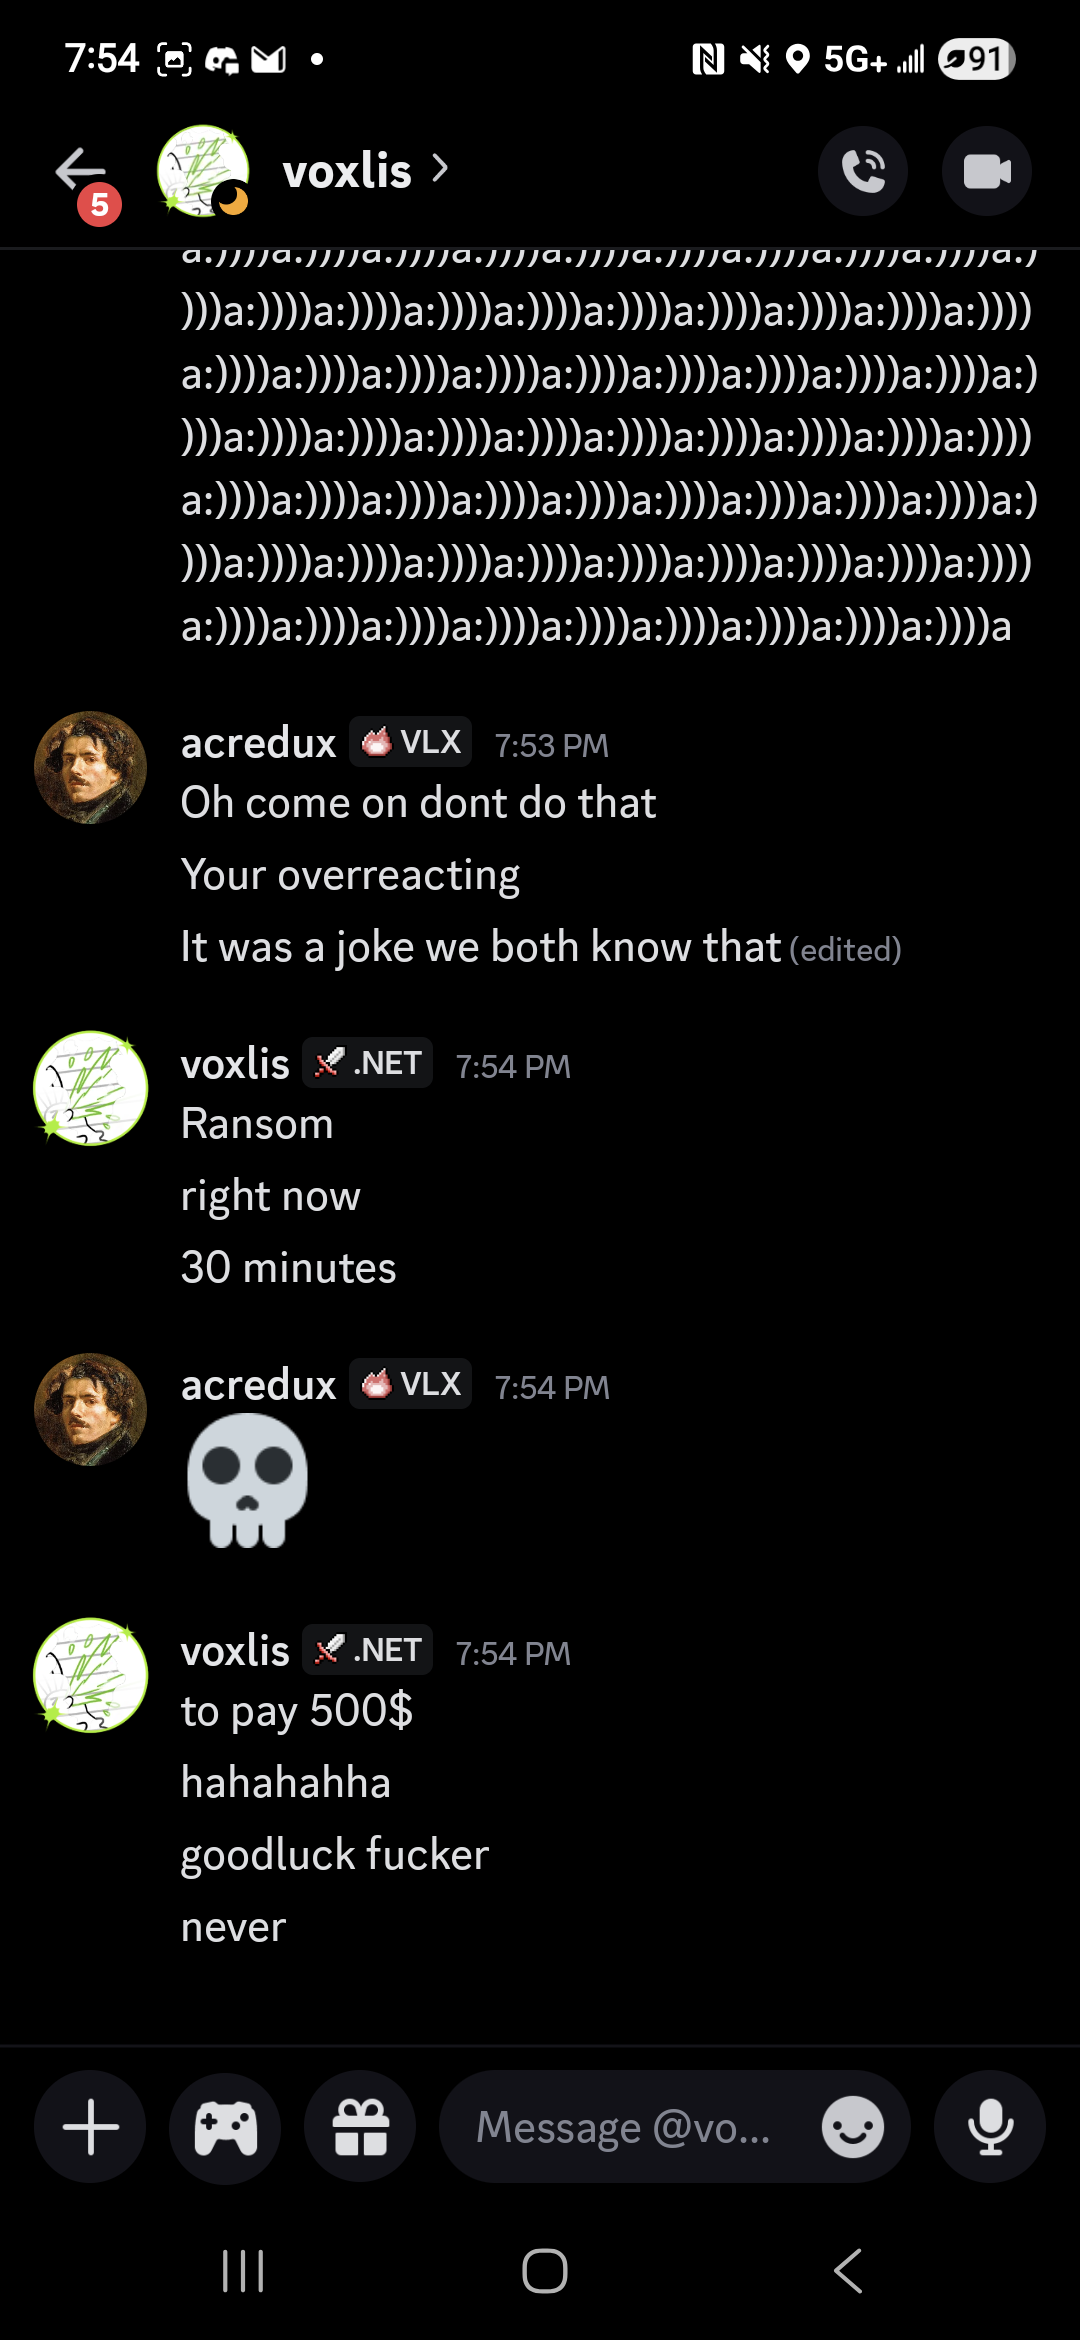 7:54
5G+
91
5
voxlis
a:))))a:))))a:))))a:))))a:))))a:))))a:))))a:))))a:))))a:)
)))a:))))a:))))a:))))a:))))a:))))a:))))a:))))a:))))a:))))
a:))))a:))))a:))))a:))))a:))))a:))))a:))))a:))))a:))))a:)
)))a:))))a:))))a:))))a:))))a:))))a:))))a:))))a:))))a:))))
a:))))a:))))a:))))a:))))a:))))a:))))a:))))a:))))a:))))a:)
)))a:))))a:))))a:))))a:))))a:))))a:))))a:))))a:))))a:))))
a:))))a:))))a:))))a:))))a:))))a:))))a:))))a:))))a:))))a
acredux VLX 7:53 PM
Oh come on dont do that
Your overreacting
It was a joke we both know that (edited)
voxlis .NET 7:54 PM
Ransom
right now
30 minutes
acredux VLX 7:54 PM
voxlis .NET 7:54 PM
to pay 500$
hahahahha
goodluck fucker
never
Message @vo...